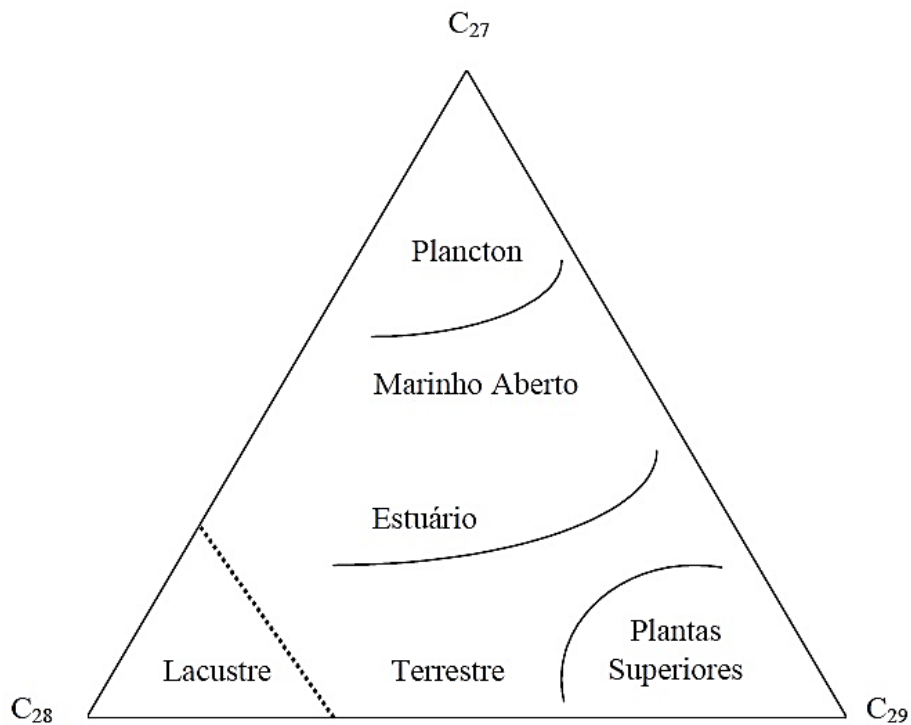 C₂₇
Plancton
Marinho Aberto
Estuário
Plantas
Superiores
Lacustre
Terrestre
C₂₈
C₂₉